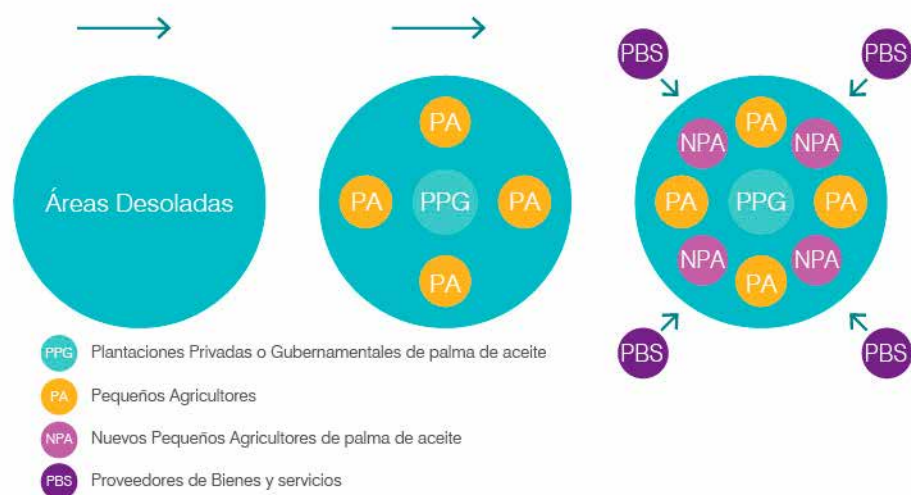 Áreas Desoladas
PA
PA
PPG
PA
PA
PBS
PBS
PA
NPA
NPA
PA
PPG
PA
NPA
NPA
PA
PBS
PBS
PPG Plantaciones Privadas o Gubernamentales de palma de aceite
PA Pequeños Agricultores
NPA Nuevos Pequeños Agricultores de palma de aceite
PBS Proveedores de Bienes y servicios